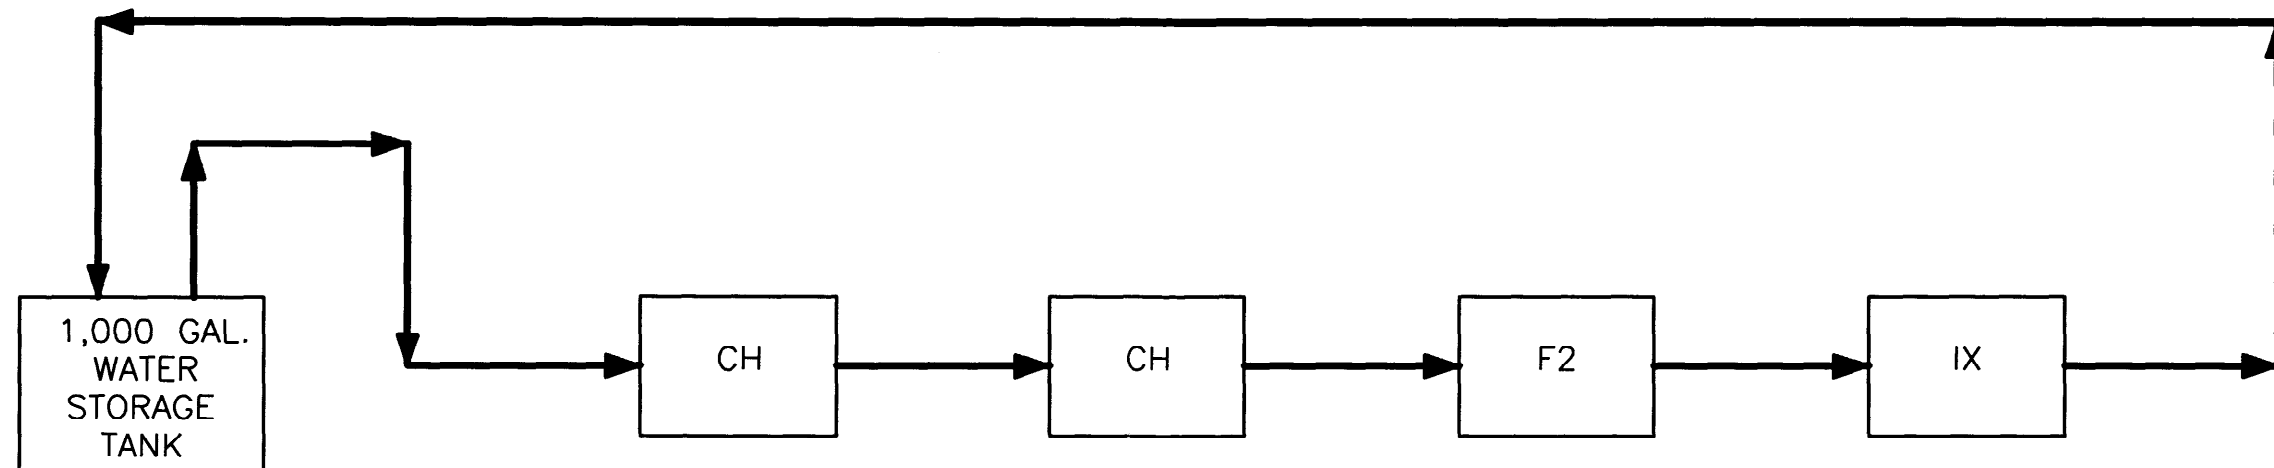 1,000 GAL.
WATER
STORAGE
TANK
CH
CH
F2
IX